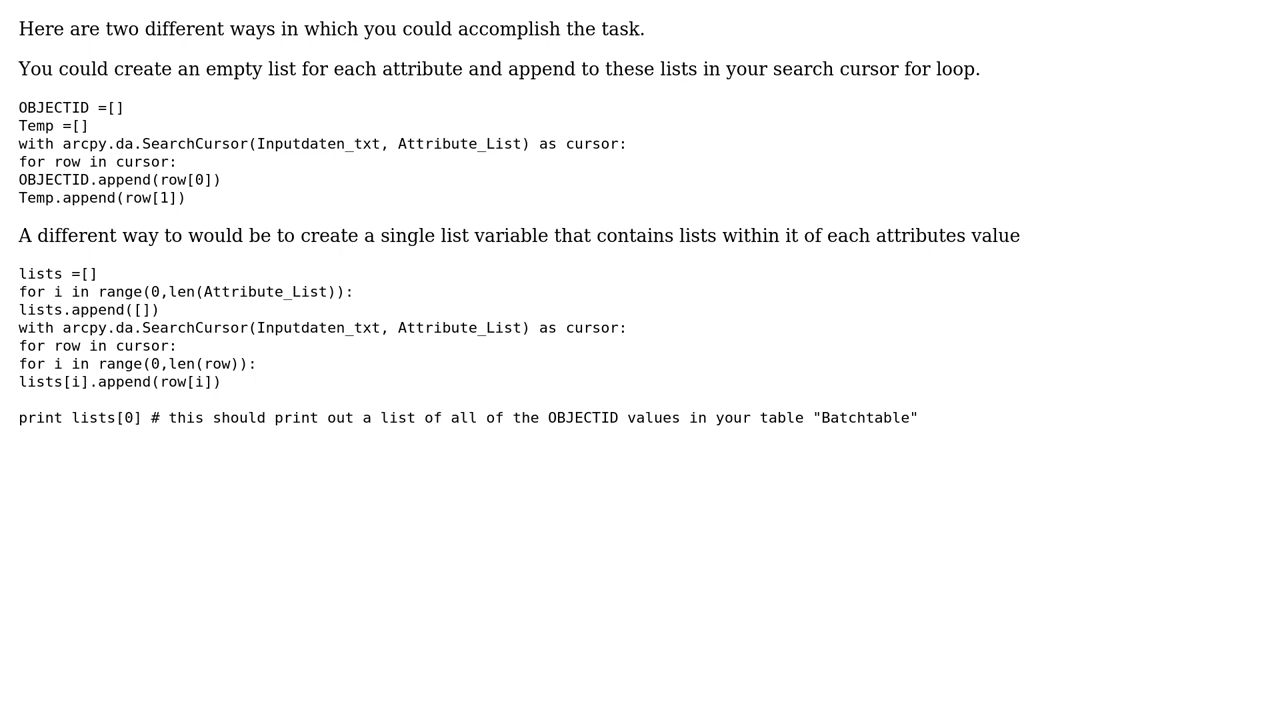 Here are two different ways in which you could accomplish the task.
You could create an empty list for each attribute and append to these lists in your search cursor for loop.
OBJECTID =[]
Temp =[]
with arcpy.da.SearchCursor(Inputdaten_txt, Attribute_List) as cursor:
for row in cursor:
OBJECTID.append(row[0])
Temp.append(row[1])
A different way to would be to create a single list variable that contains lists within it of each attributes value
lists =[]
for i in range(0,len(Attribute_List)):
lists.append([])
with arcpy.da.SearchCursor(Inputdaten_txt, Attribute_List) as cursor:
for row in cursor:
for i in range(0,len(row)):
lists[i].append(row[i])
print lists[0] # this should print out a list of all of the OBJECTID values in your table "Batchtable"